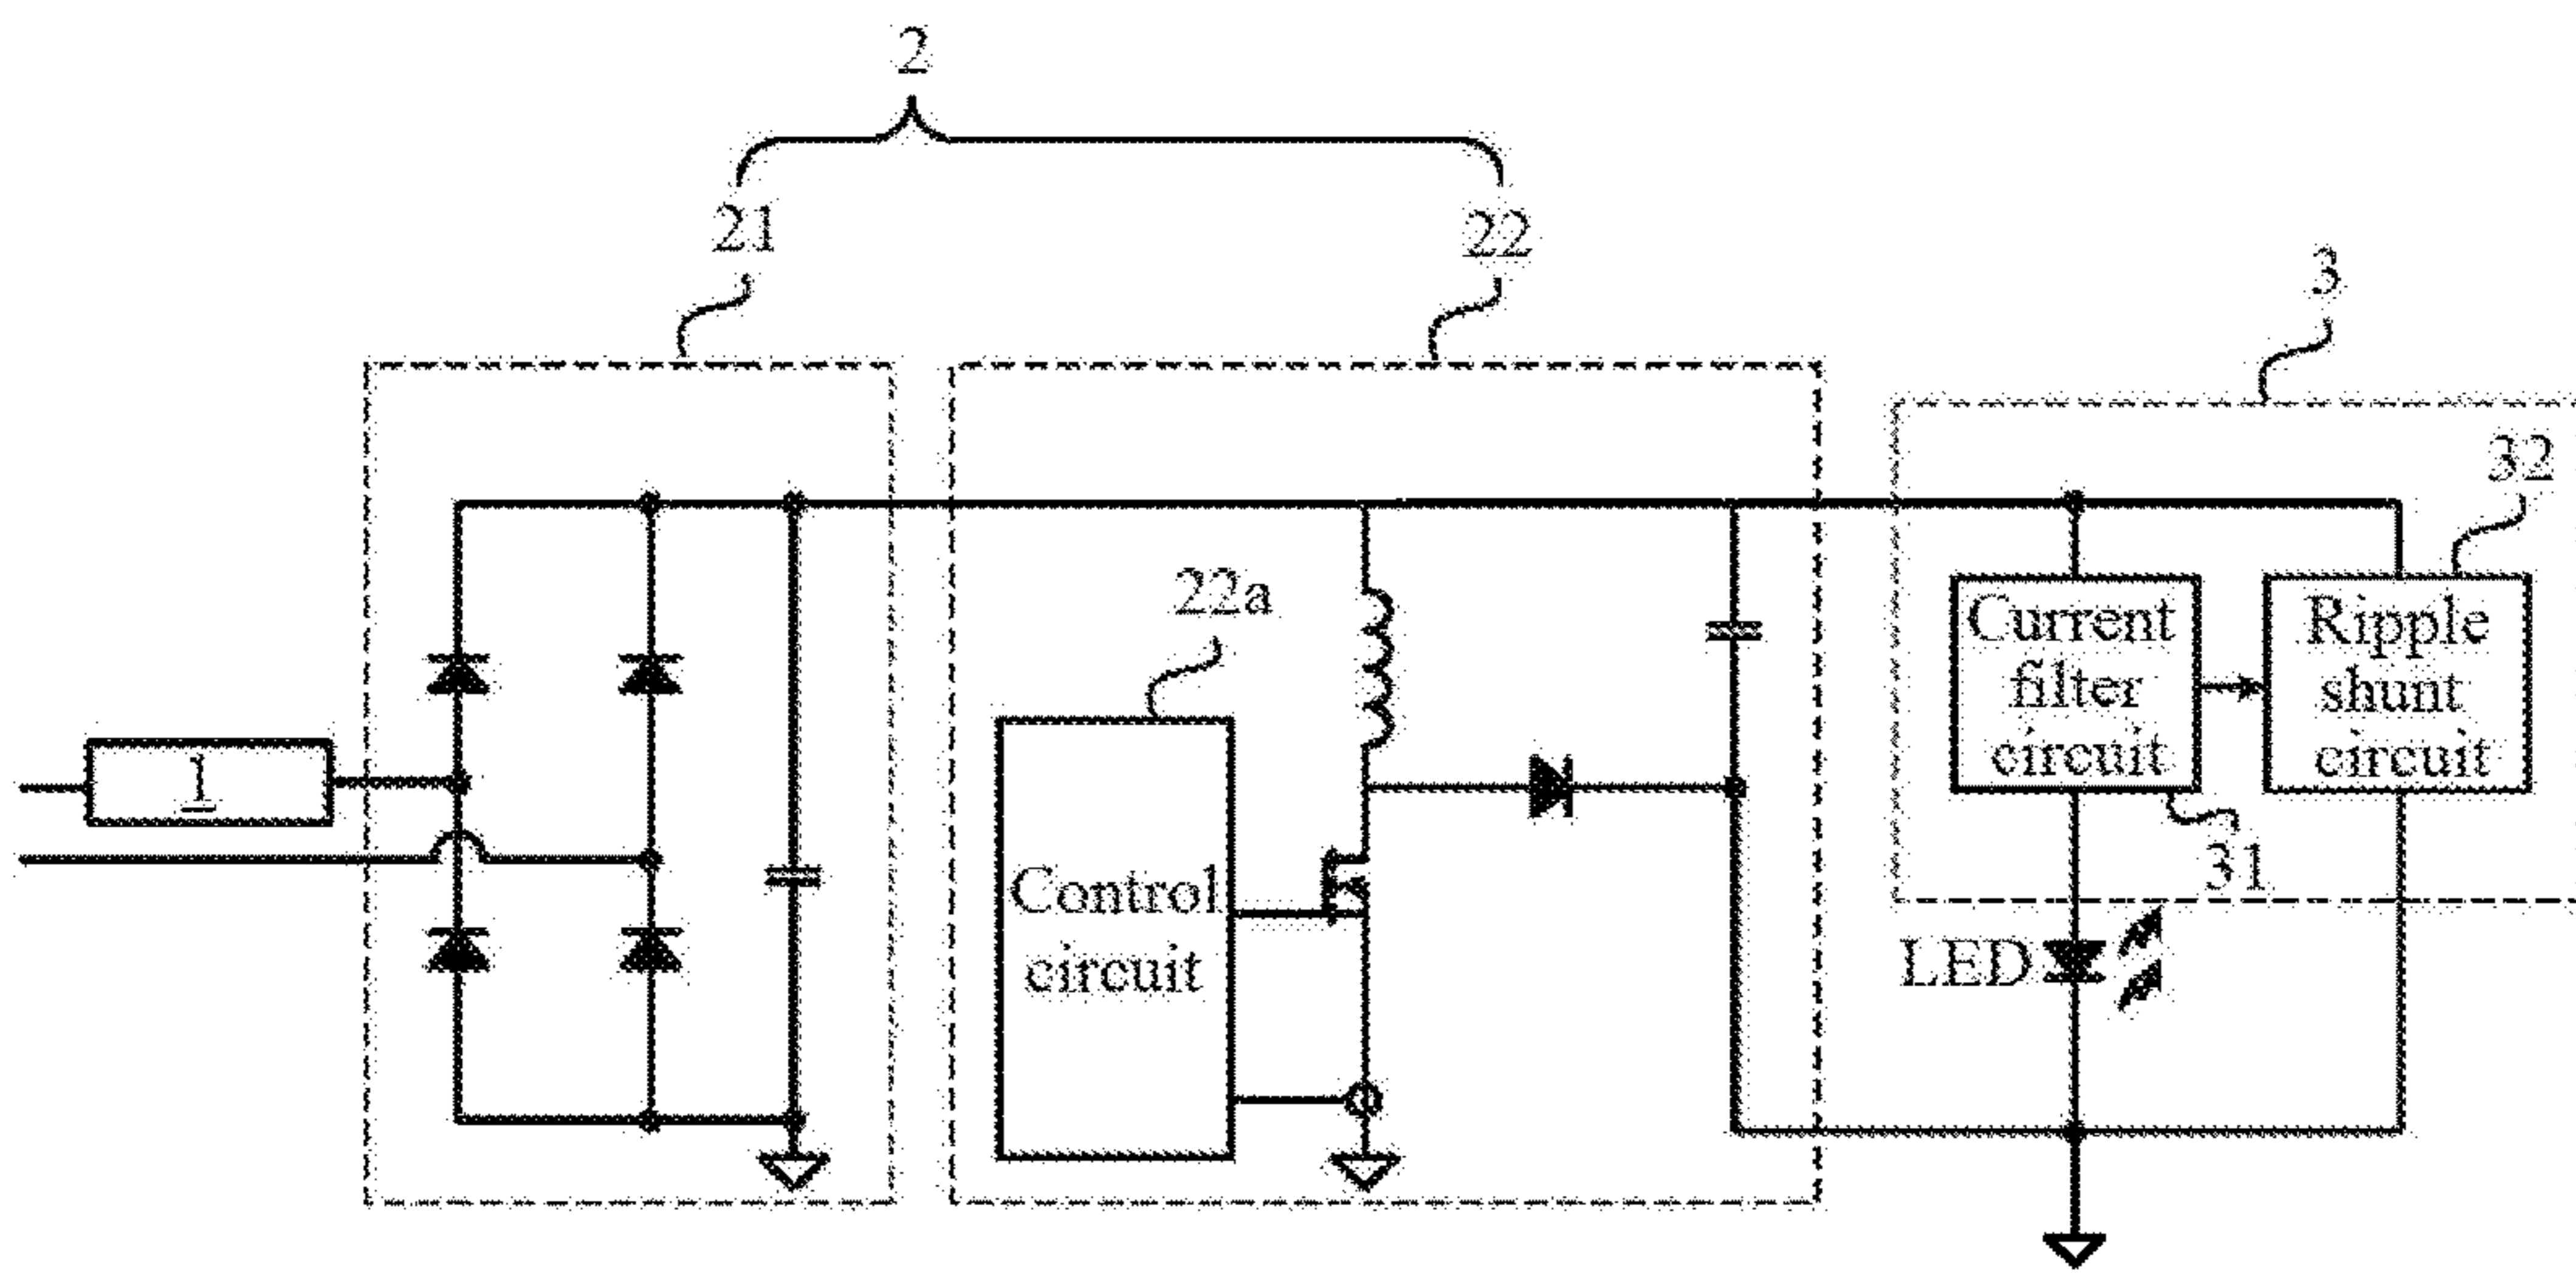 2
21
22
3
32
22a
Current
filter
circuit
Ripple
shunt
circuit
1
31
Control
circuit
LED